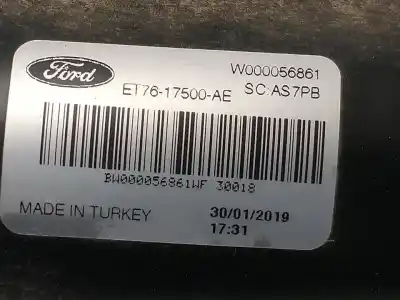 Ford
W000056861
ET76-17500-AE
SC:AS7PB
BW000056861WF 30018
MADE IN TURKEY
30/01/2019
17:31